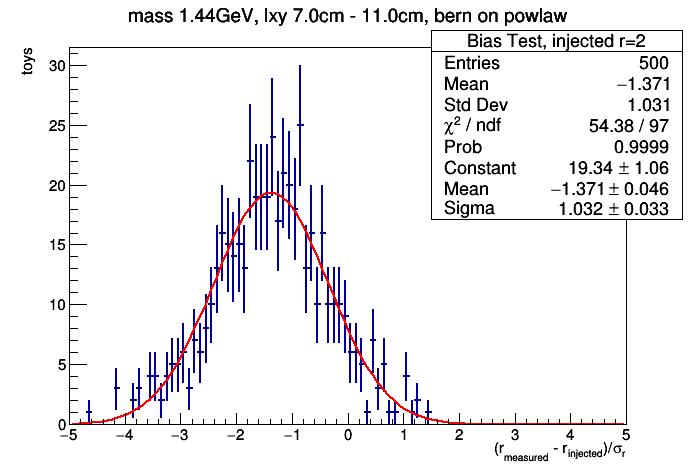 mass 1.44GeV, lxy 7.0cm - 11.0cm, bern on powlaw
Bias Test, injected r=2
Entries 500
Mean −1.371
Std Dev 1.031
χ² / ndf 54.38 / 97
Prob 0.9999
Constant 19.34 ± 1.06
Mean −1.371 ± 0.046
Sigma 1.032 ± 0.033
toys
30
25
20
15
10
5
0
−5 −4 −3 −2 −1 0 1 2 3 4 5
(r_measured - r_injected)/σ_r